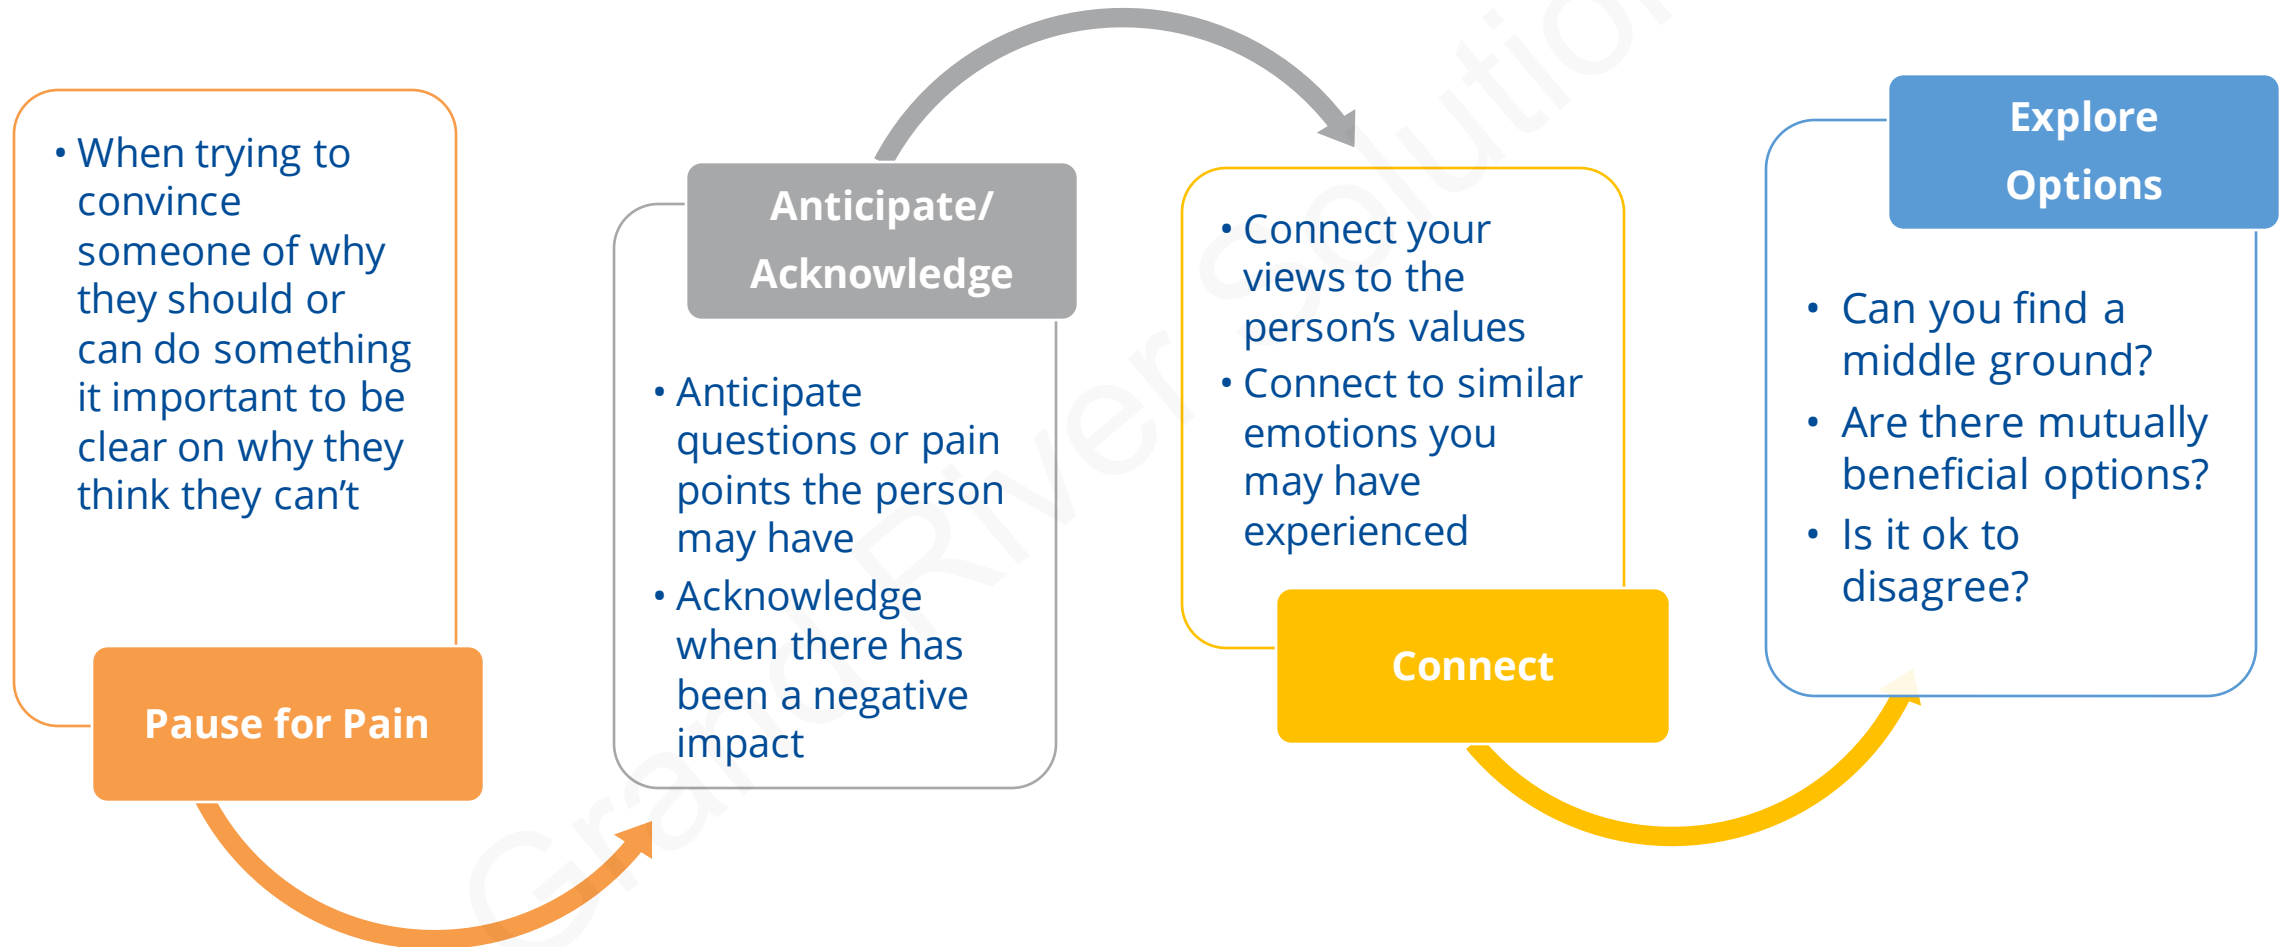 • When trying to
convince
someone of why
they should or
can do something
it important to be
clear on why they
think they can’t
Pause for Pain
Anticipate/
Acknowledge
• Anticipate
questions or pain
points the person
may have
• Acknowledge
when there has
been a negative
impact
• Connect your
views to the
person’s values
• Connect to similar
emotions you
may have
experienced
Connect
Explore
Options
• Can you find a
middle ground?
• Are there mutually
beneficial options?
• Is it ok to
disagree?
Grand River Solution